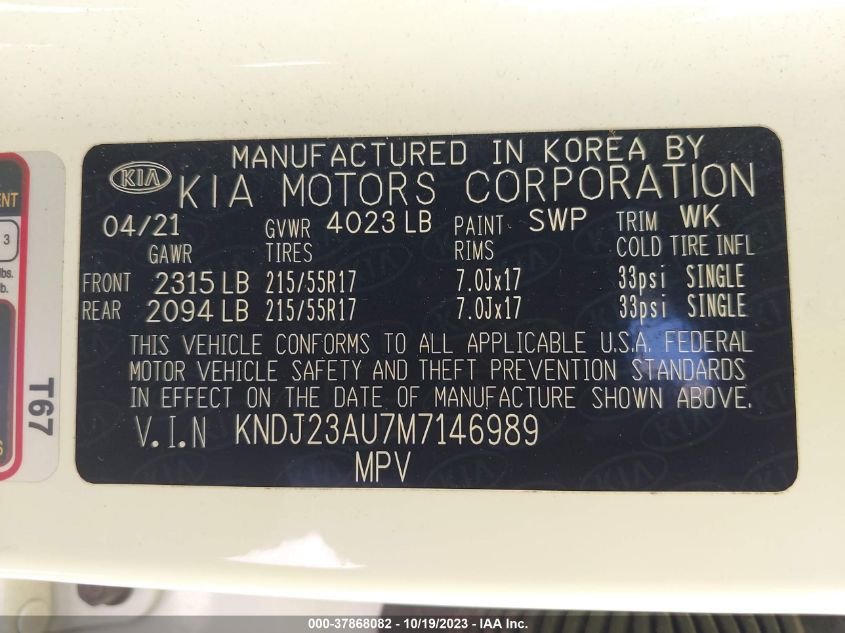 MANUFACTURED IN KOREA BY
KIA KIA MOTORS CORPORATION
04/21 GVWR 4023 LB PAINT SWP TRIM WK
GAWR TIRES RIMS COLD TIRE INFL
FRONT 2315 LB 215/55R17 7.0Jx17 33psi SINGLE
REAR 2094 LB 215/55R17 7.0Jx17 33psi SINGLE
THIS VEHICLE CONFORMS TO ALL APPLICABLE U.S.A. FEDERAL
MOTOR VEHICLE SAFETY AND THEFT PREVENTION STANDARDS
IN EFFECT ON THE DATE OF MANUFACTURE SHOWN ABOVE.
V.I.N KNDJ23AU7M7146989
MPV
3
T67
000-37868082 - 10/19/2023 - IAA Inc.